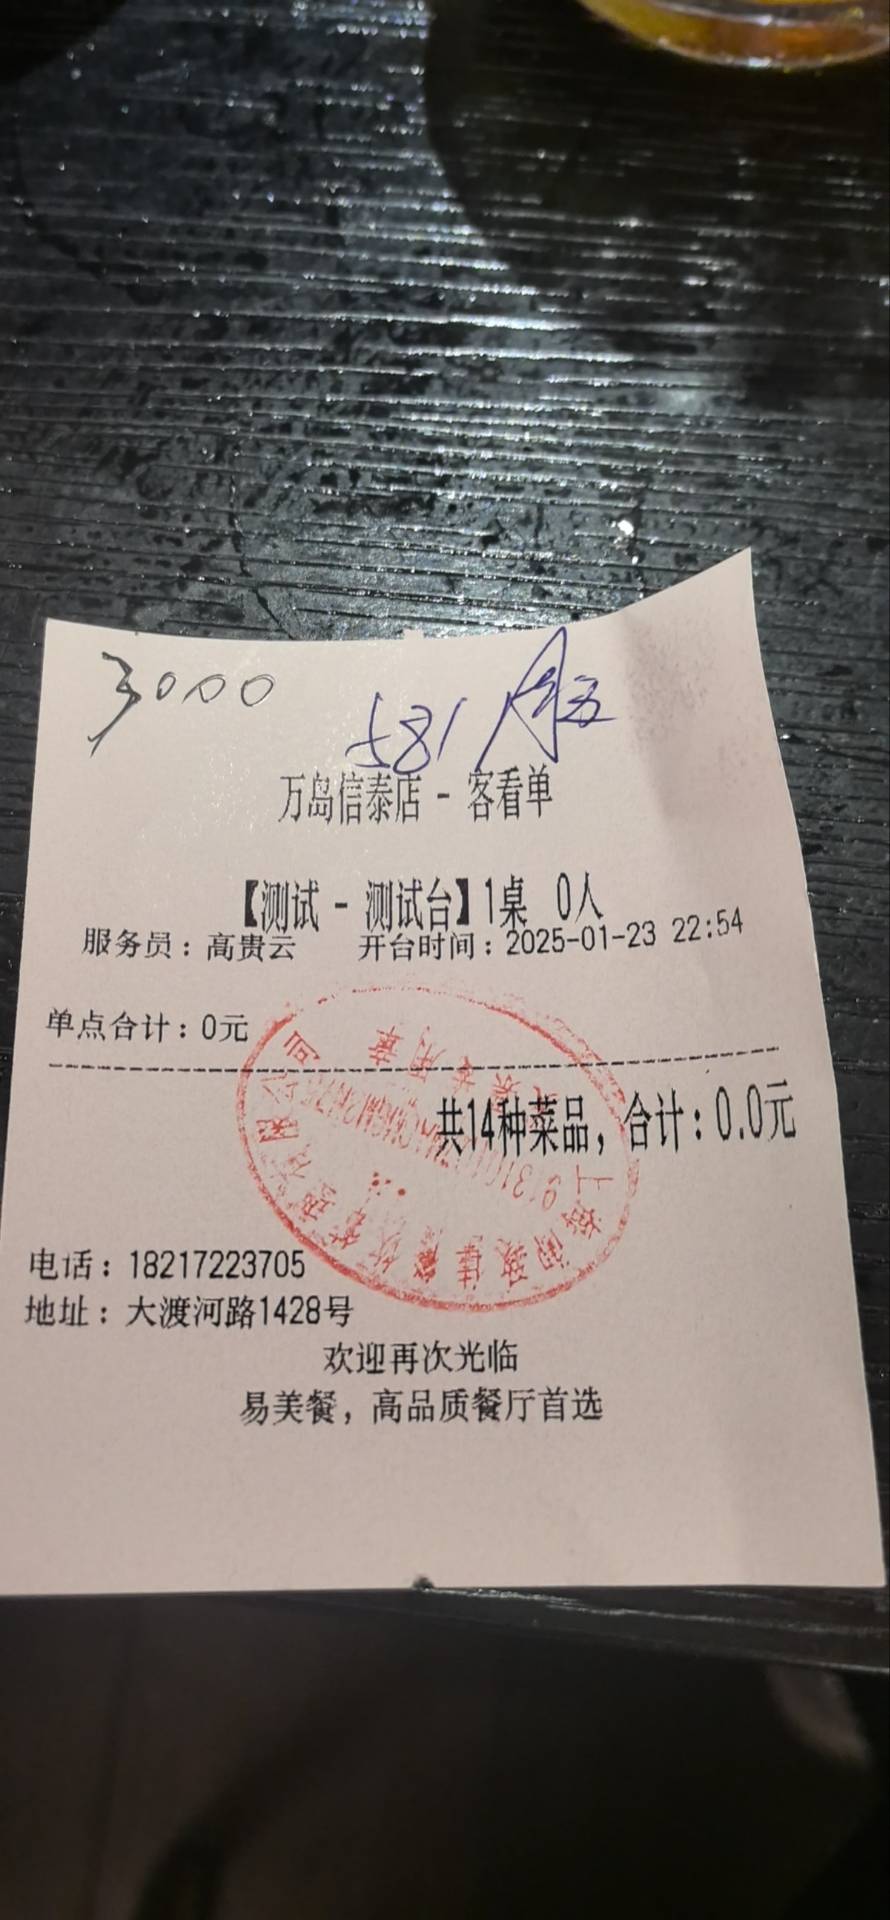 3000
581
万岛信泰店 - 客看单
【测试 - 测试台】1桌 0人
服务员：高贵云 开台时间：2025-01-23 22:54
单点合计：0元
共14种菜品，合计：0.0元
电话：18217223705
地址：大渡河路1428号
欢迎再次光临
易美餐，高品质餐厅首选